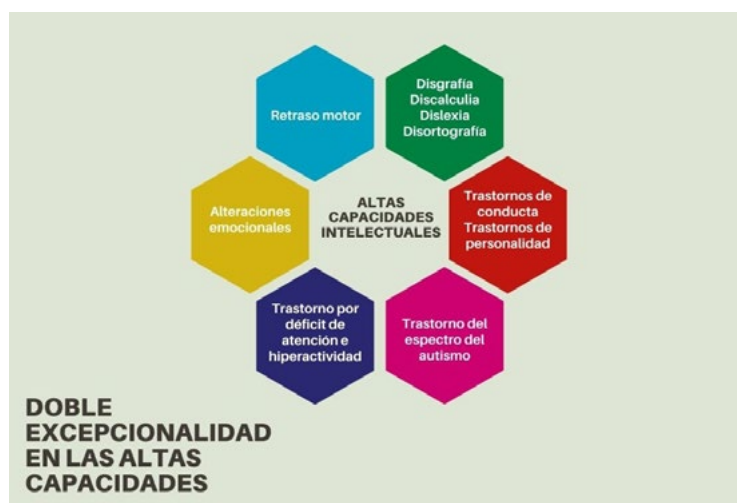 Retraso motor
Disgrafía
Discalculia
Dislexia
Disortografía
Alteraciones
emocionales
ALTAS
CAPACIDADES
INTELECTUALES
Trastornos de
conducta
Trastornos de
personalidad
Trastorno por
déficit de
atención e
hiperactividad
Trastorno del
espectro del
autismo
DOBLE
EXCEPCIONALIDAD
EN LAS ALTAS
CAPACIDADES